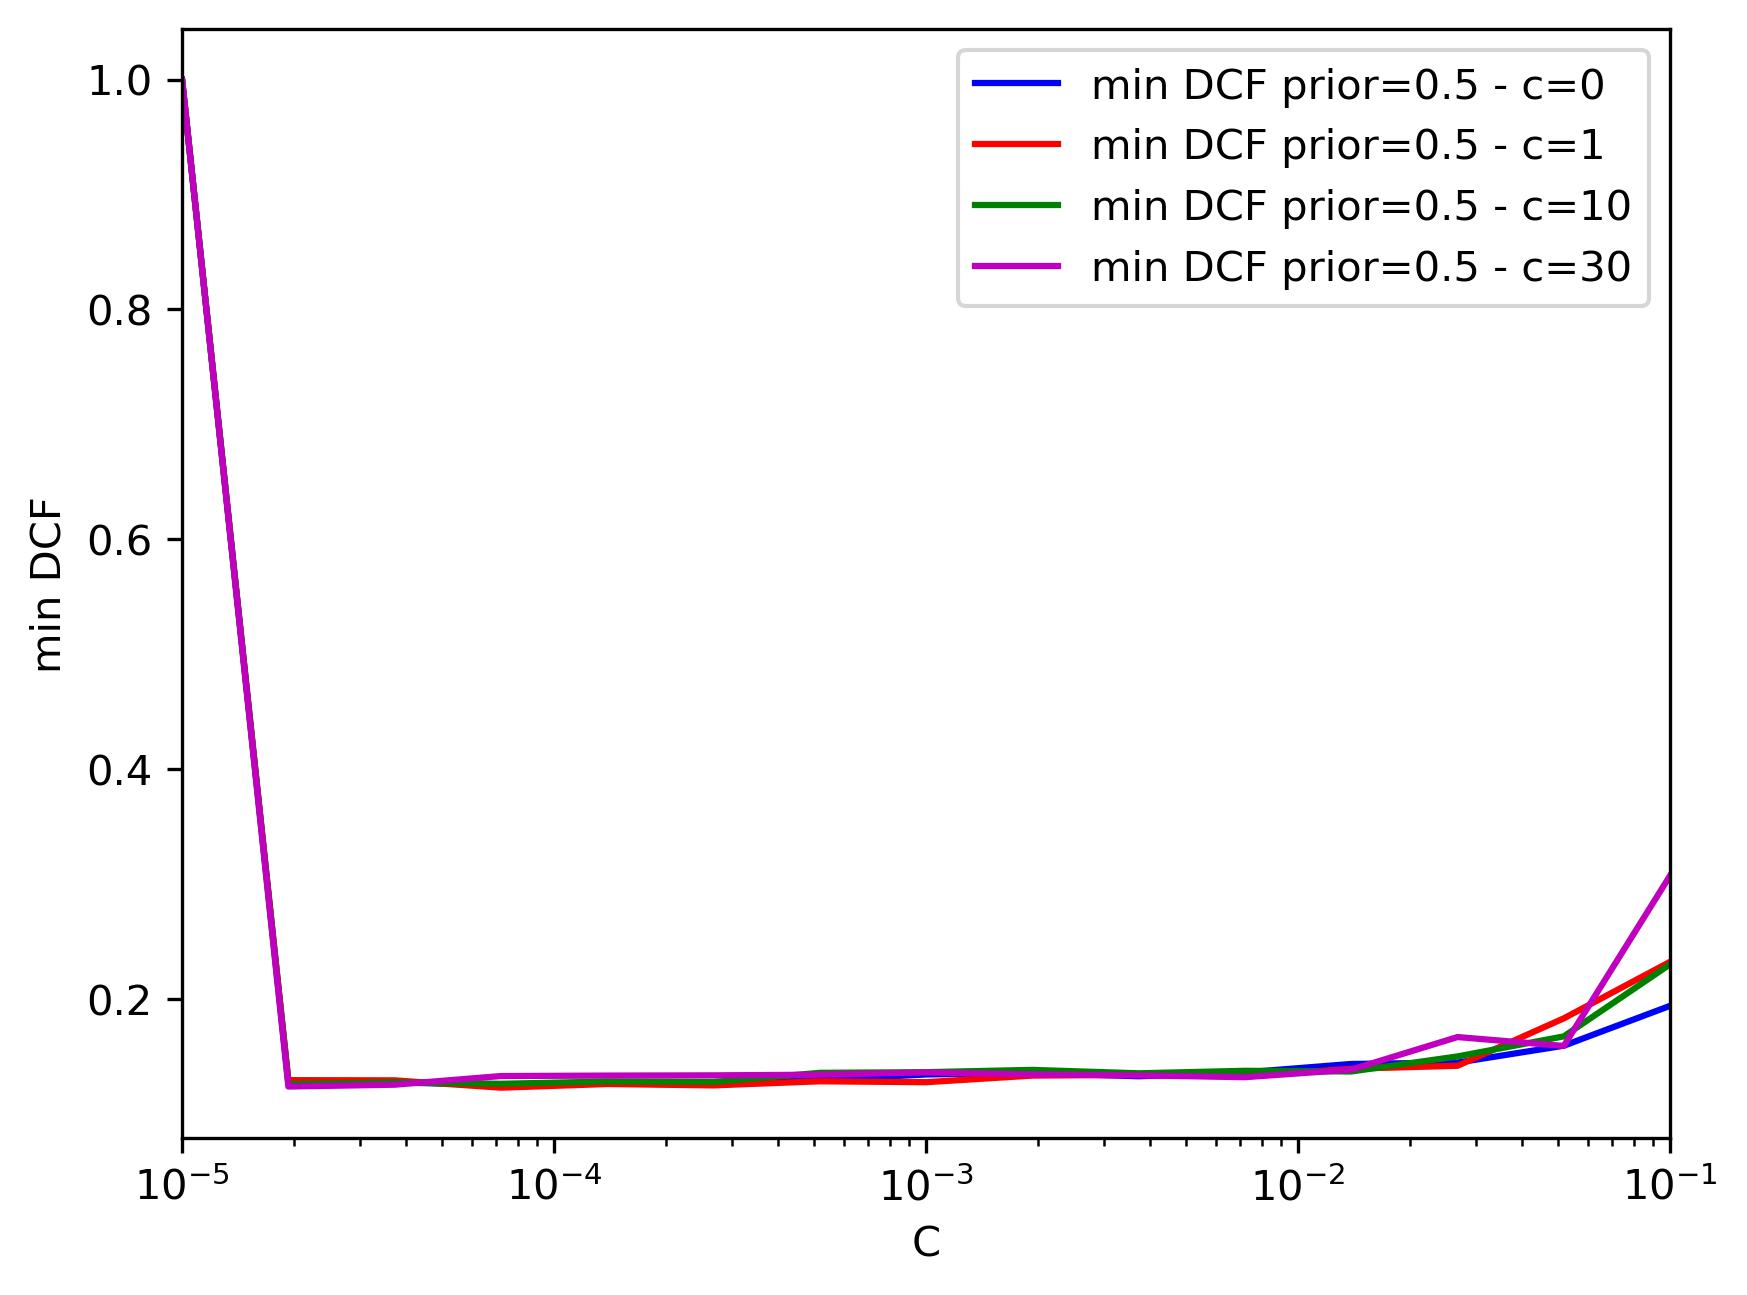 min DCF prior=0.5 - c=0
min DCF prior=0.5 - c=1
min DCF prior=0.5 - c=10
min DCF prior=0.5 - c=30
1.0
0.8
0.6
0.4
0.2
min DCF
10⁻⁵ 10⁻⁴ 10⁻³ 10⁻² 10⁻¹
C